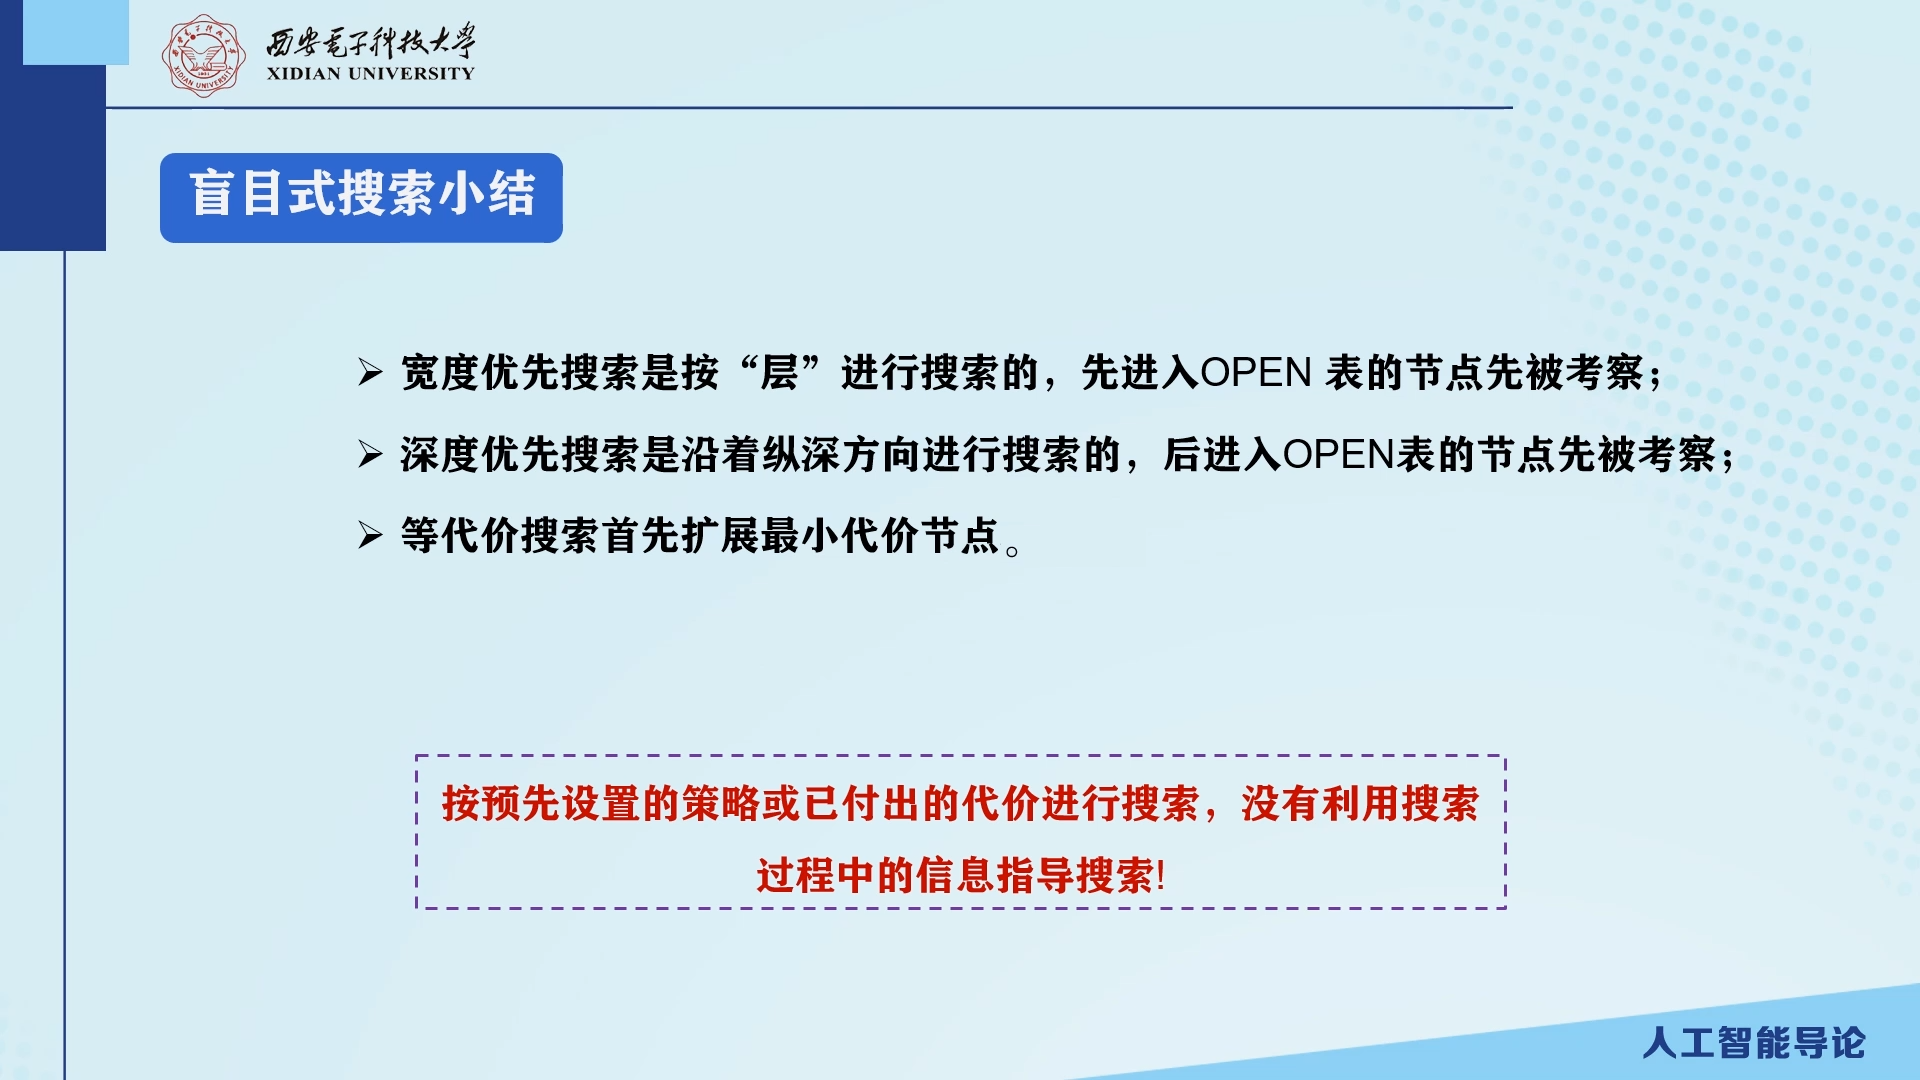 西安电子科技大学
XIDIAN UNIVERSITY
盲目式搜索小结
➢ 宽度优先搜索是按“层”进行搜索的，先进入OPEN 表的节点先被考察；
➢ 深度优先搜索是沿着纵深方向进行搜索的，后进入OPEN表的节点先被考察；
➢ 等代价搜索首先扩展最小代价节点。
按预先设置的策略或已付出的代价进行搜索，没有利用搜索
过程中的信息指导搜索!
人工智能导论